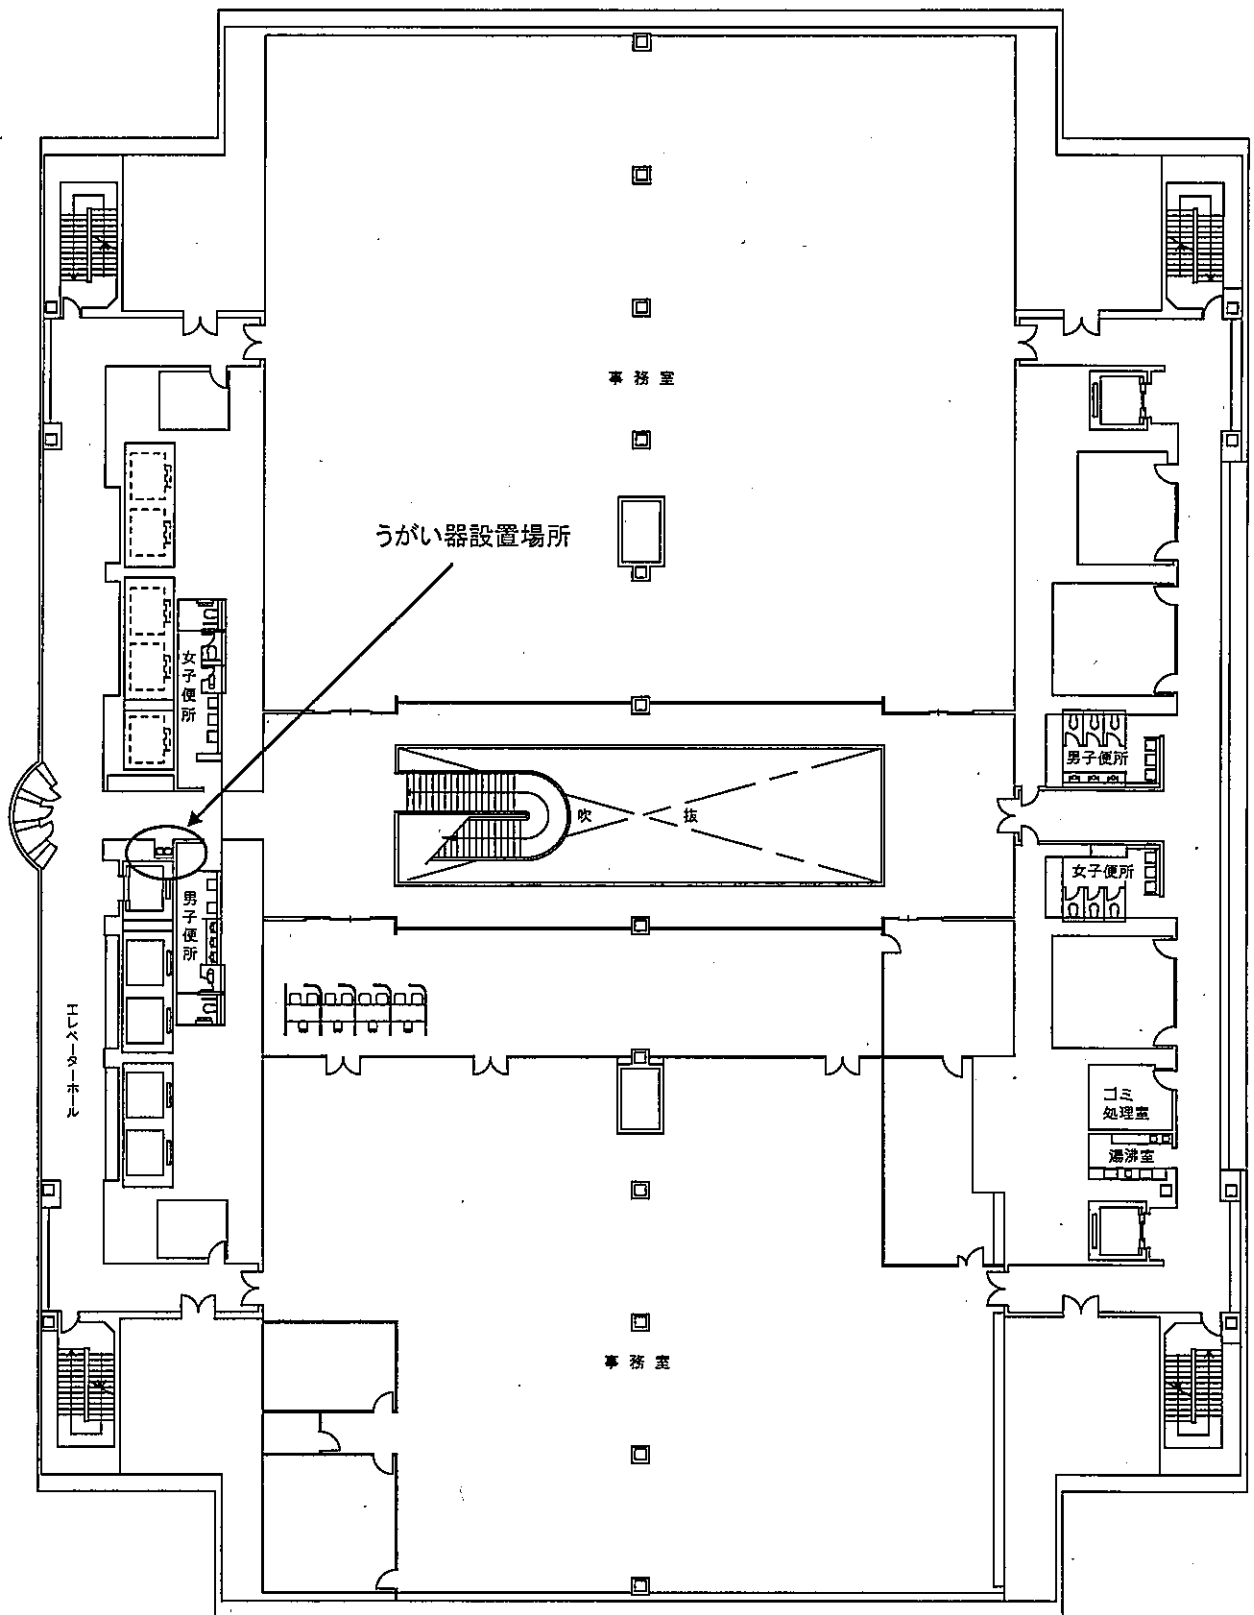 事務室
うがい器設置場所
女子便所
男子便所
吹抜
女子便所
男子便所
エレベーターホール
ゴミ
処理室
湯沸室
事務室